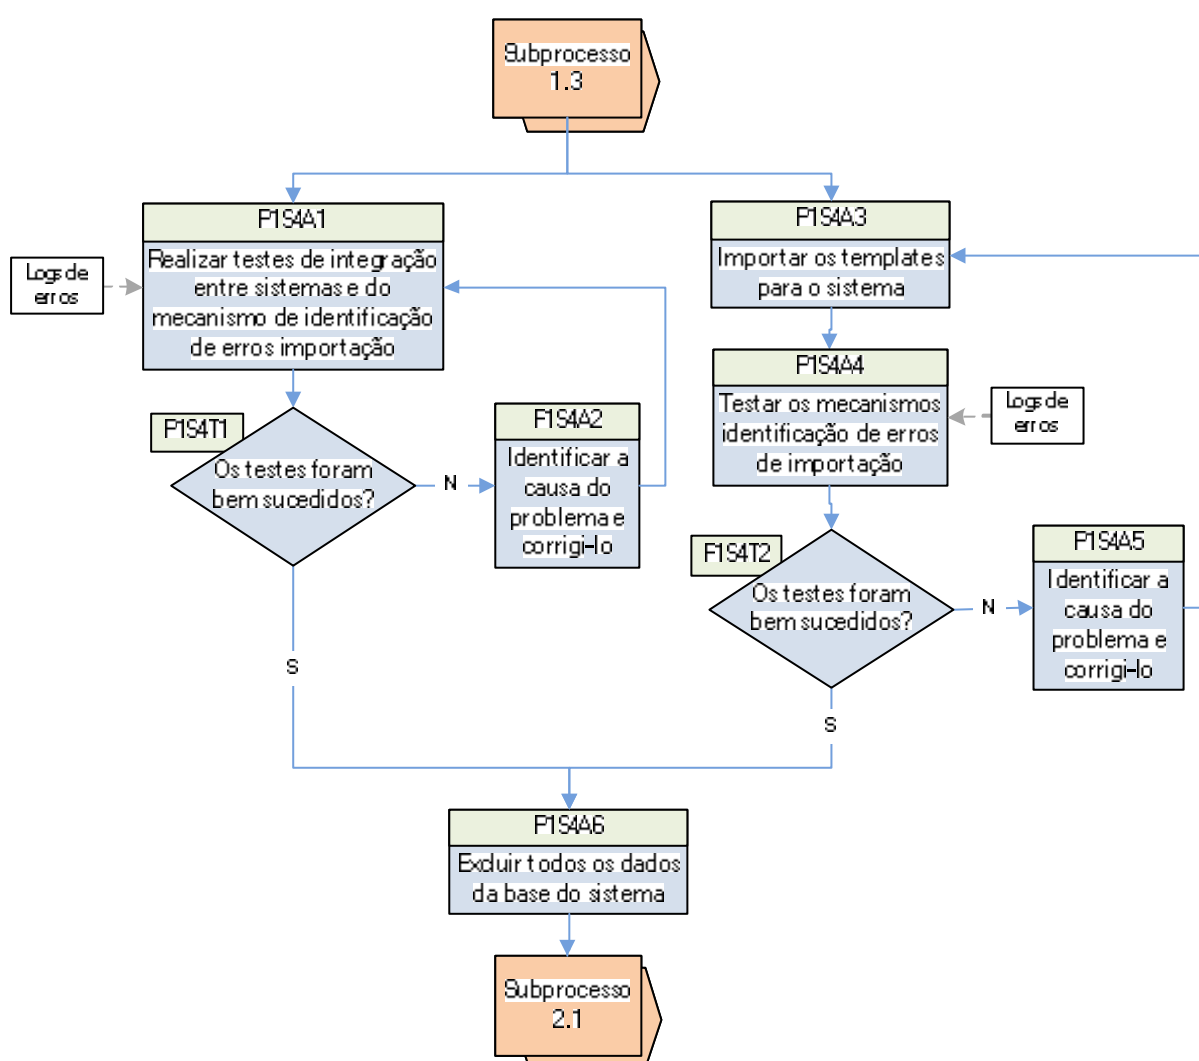 Subprocesso
1.3
P1S4A1
Realizar testes de integração
entre sistemas e do
mecanismo de identificação
de erros importação
Logs de
erros
P1S4T1
Os testes foram
bem sucedidos?
N
P1S4A2
Identificar a
causa do
problema e
corrigi-lo
S
P1S4A3
Importar os templates
para o sistema
P1S4A4
Testar os mecanismos
identificação de erros
de importação
Logs de
erros
P1S4T2
Os testes foram
bem sucedidos?
N
P1S4A5
Identificar a
causa do
problema e
corrigi-lo
S
P1S4A6
Excluir todos os dados
da base do sistema
Subprocesso
2.1